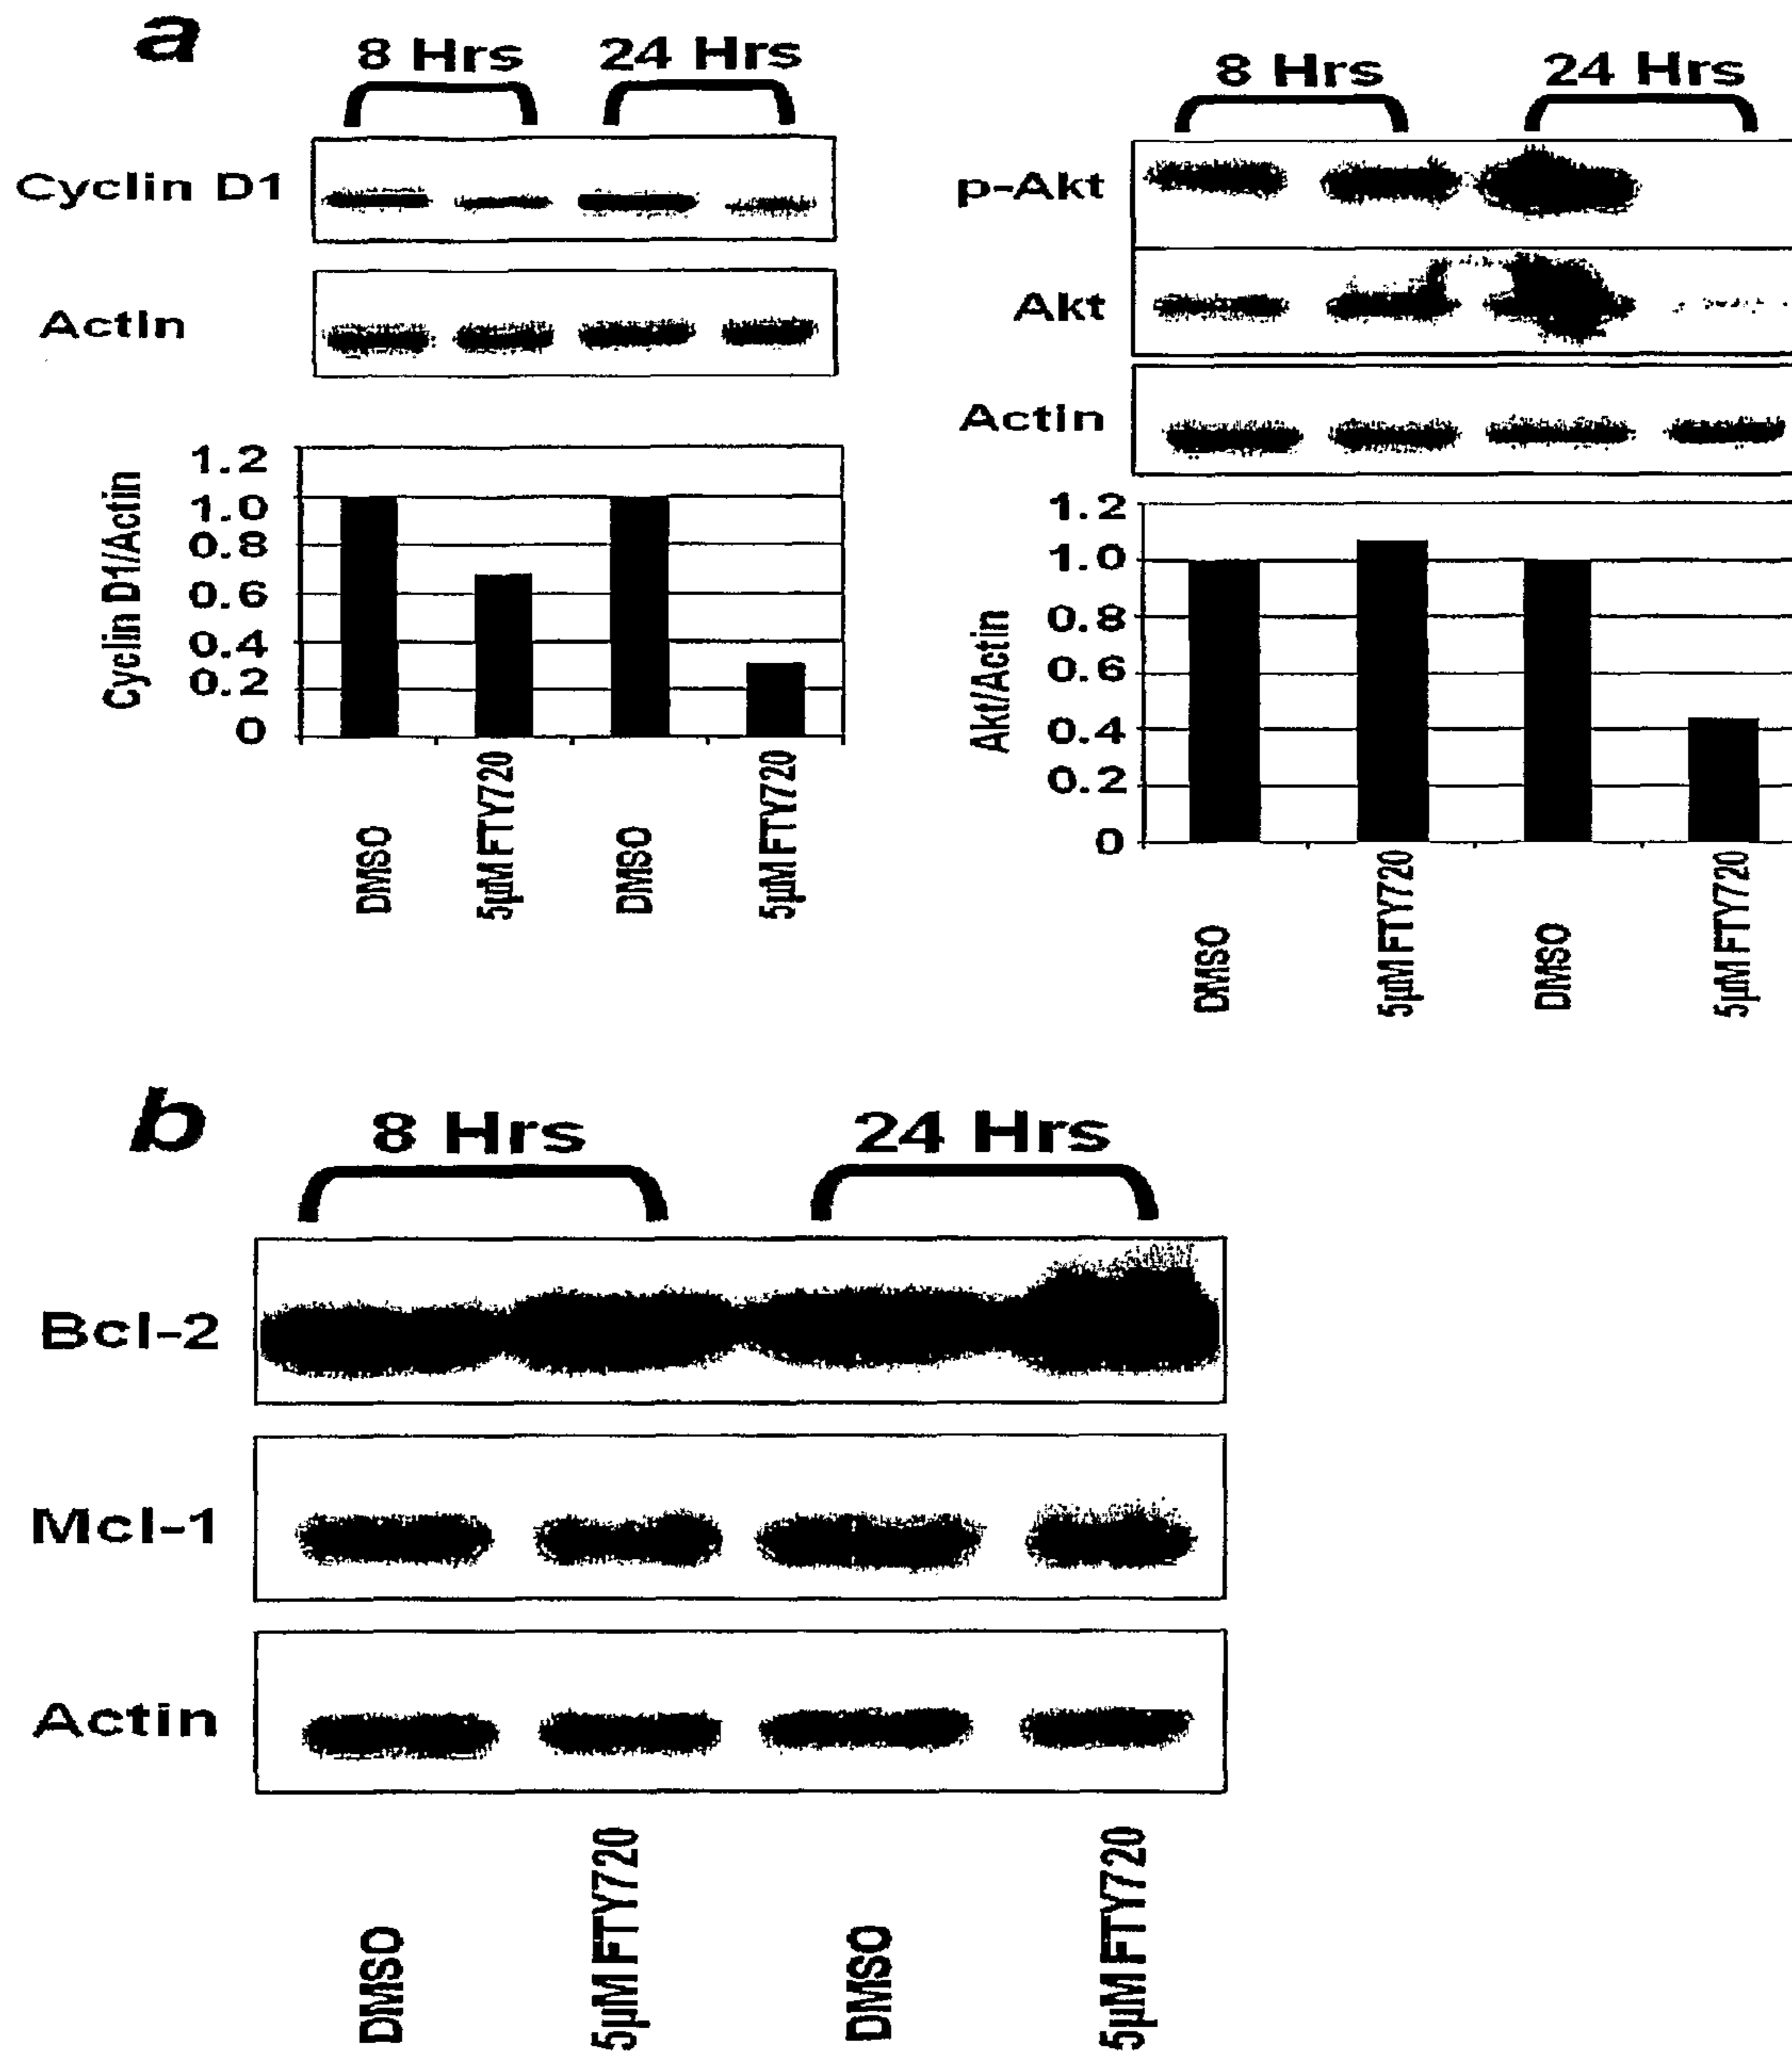 a
8 Hrs 24 Hrs
Cyclin D1
Actin
Cyclin D1/Actin
1.2
1.0
0.8
0.6
0.4
0.2
0
DMSO
5µM FTY720
DMSO
5µM FTY720
8 Hrs 24 Hrs
p-Akt
Akt
Actin
Akt/Actin
1.2
1.0
0.8
0.6
0.4
0.2
0
DMSO
5µM FTY720
DMSO
5µM FTY720
b
8 Hrs 24 Hrs
Bcl-2
Mcl-1
Actin
DMSO
5µM FTY720
DMSO
5µM FTY720